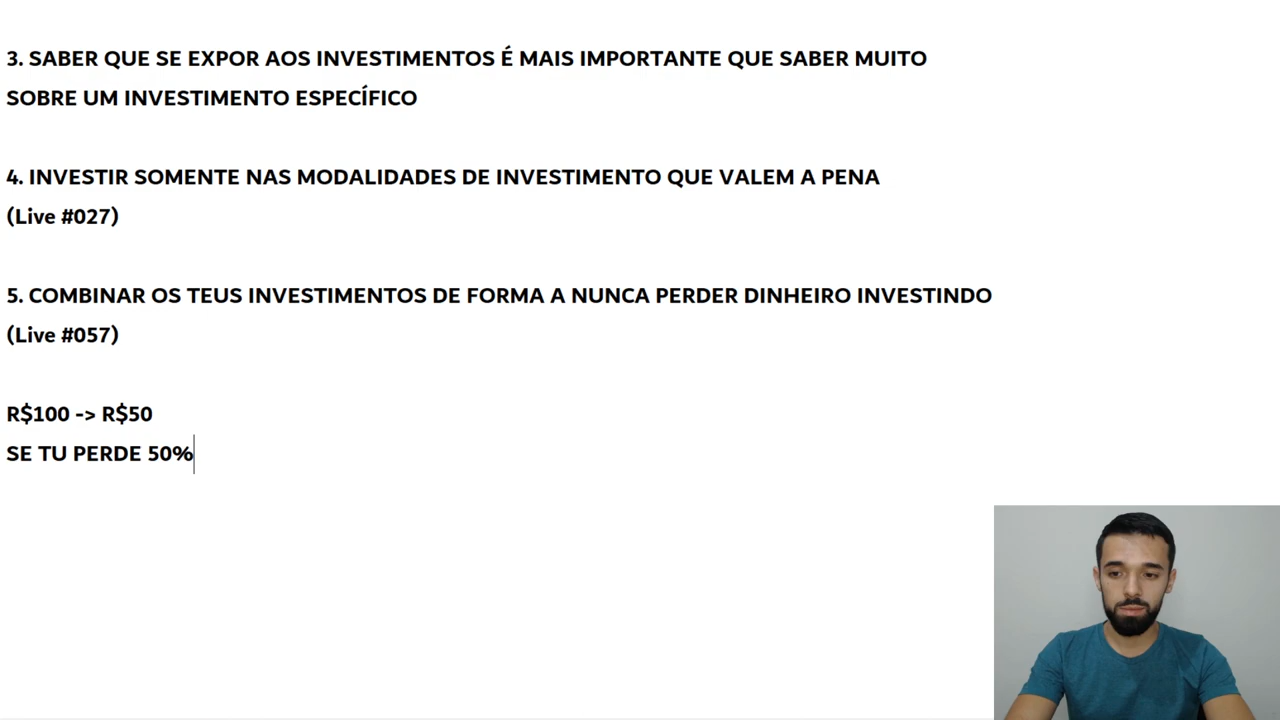 3. SABER QUE SE EXPOR AOS INVESTIMENTOS É MAIS IMPORTANTE QUE SABER MUITO
SOBRE UM INVESTIMENTO ESPECÍFICO
4. INVESTIR SOMENTE NAS MODALIDADES DE INVESTIMENTO QUE VALEM A PENA
(Live #027)
5. COMBINAR OS TEUS INVESTIMENTOS DE FORMA A NUNCA PERDER DINHEIRO INVESTINDO
(Live #057)
R$100 -> R$50
SE TU PERDE 50%